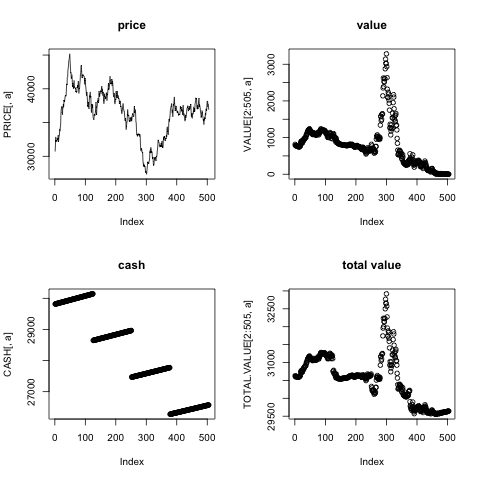 price
PRICE[, a]
30000
40000
0 100 200 300 400 500
Index
value
VALUE[2:505, a]
0 1000 2000 3000
0 100 200 300 400 500
Index
cash
CASH[, a]
27000 29000
0 100 200 300 400 500
Index
total value
TOTAL.VALUE[2:505, a]
29500 31000 32500
0 100 200 300 400 500
Index